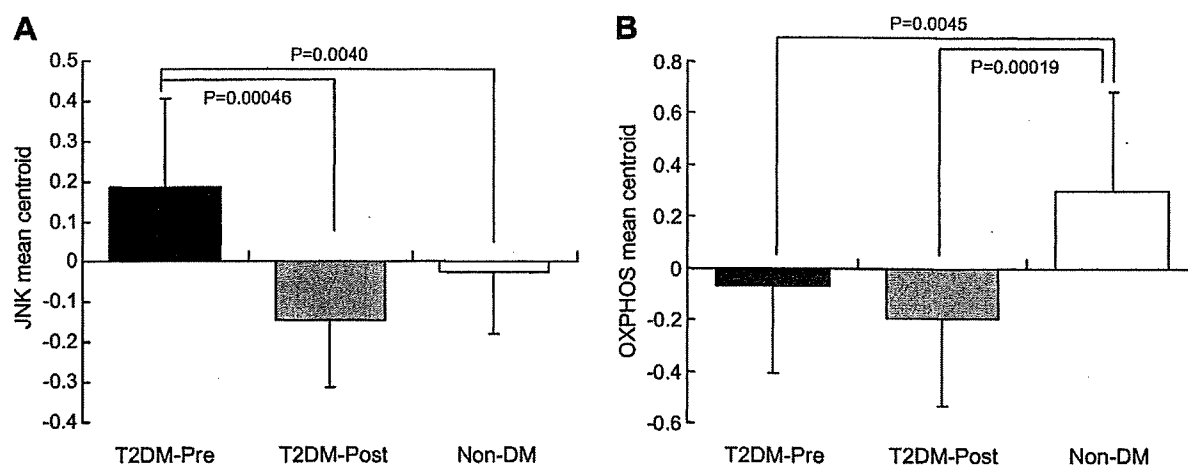 A
P=0.0040
P=0.00046
0.5
0.4
0.3
0.2
0.1
0
-0.1
-0.2
-0.3
-0.4
JNK mean centroid
T2DM-Pre T2DM-Post Non-DM
B
P=0.0045
P=0.00019
0.8
0.6
0.4
0.2
0
-0.2
-0.4
-0.6
OXPHOS mean centroid
T2DM-Pre T2DM-Post Non-DM